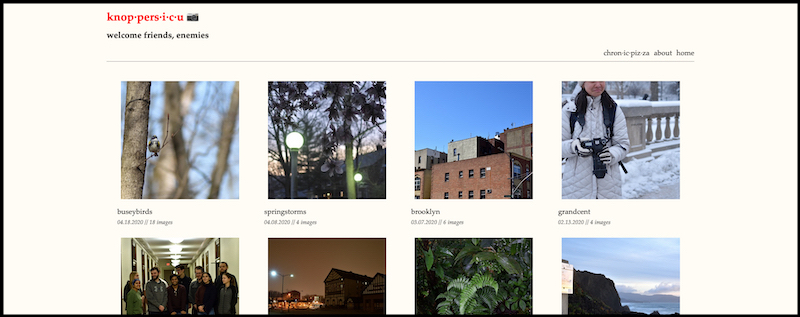 knop·pers·i·c·u 📷
welcome friends, enemies
chron·ic·piz·za about home
buseybirds
04.18.2020 // 18 images
springstorms
04.08.2020 // 4 images
brooklyn
03.07.2020 // 6 images
grandcent
02.13.2020 // 4 images